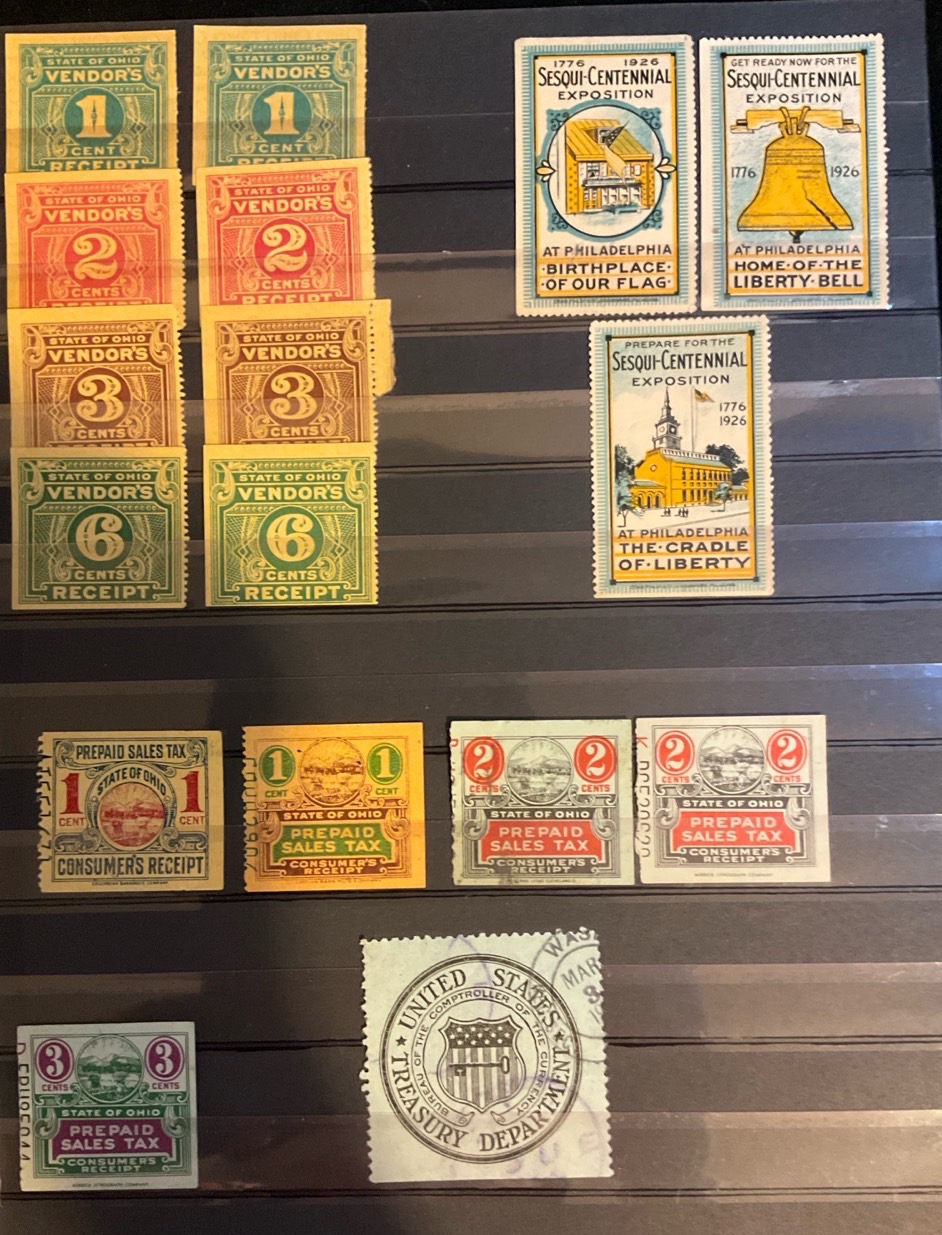 STATE OF OHIO
VENDOR'S
1
CENT
RECEIPT
STATE OF OHIO
VENDOR'S
1
CENT
RECEIPT
1776 1926
SESQUI-CENTENNIAL
EXPOSITION
AT PHILADELPHIA
·BIRTHPLACE·
·OF OUR FLAG·
GET READY NOW FOR THE
SESQUI-CENTENNIAL
EXPOSITION
1776 1926
AT PHILADELPHIA
HOME·OF·THE
LIBERTY·BELL
STATE OF OHIO
VENDOR'S
2
CENTS
STATE OF OHIO
VENDOR'S
2
CENTS
RECEIPT
STATE OF OHIO
VENDOR'S
3
CENTS
STATE OF OHIO
VENDOR'S
3
CENTS
PREPARE FOR THE
SESQUI-CENTENNIAL
EXPOSITION
1776
1926
AT PHILADELPHIA
THE·CRADLE
OF·LIBERTY
STATE OF OHIO
VENDOR'S
6
CENTS
RECEIPT
STATE OF OHIO
VENDOR'S
6
CENTS
RECEIPT
PREPAID SALES TAX
STATE OF OHIO
1 1
CENT CENT
CONSUMER'S RECEIPT
1 1
CENT CENT
STATE OF OHIO
PREPAID
SALES TAX
CONSUMER'S
RECEIPT
2 2
CENTS CENTS
STATE OF OHIO
PREPAID
SALES TAX
CONSUMER'S
RECEIPT
2 2
CENTS CENTS
STATE OF OHIO
PREPAID
SALES TAX
CONSUMER'S
RECEIPT
3 3
CENTS CENTS
STATE OF OHIO
PREPAID
SALES TAX
CONSUMER'S
RECEIPT
UNITED STATES
TREASURY DEPARTMENT
BUREAU OF THE COMPTROLLER OF THE CURRENCY
WAS
MAR